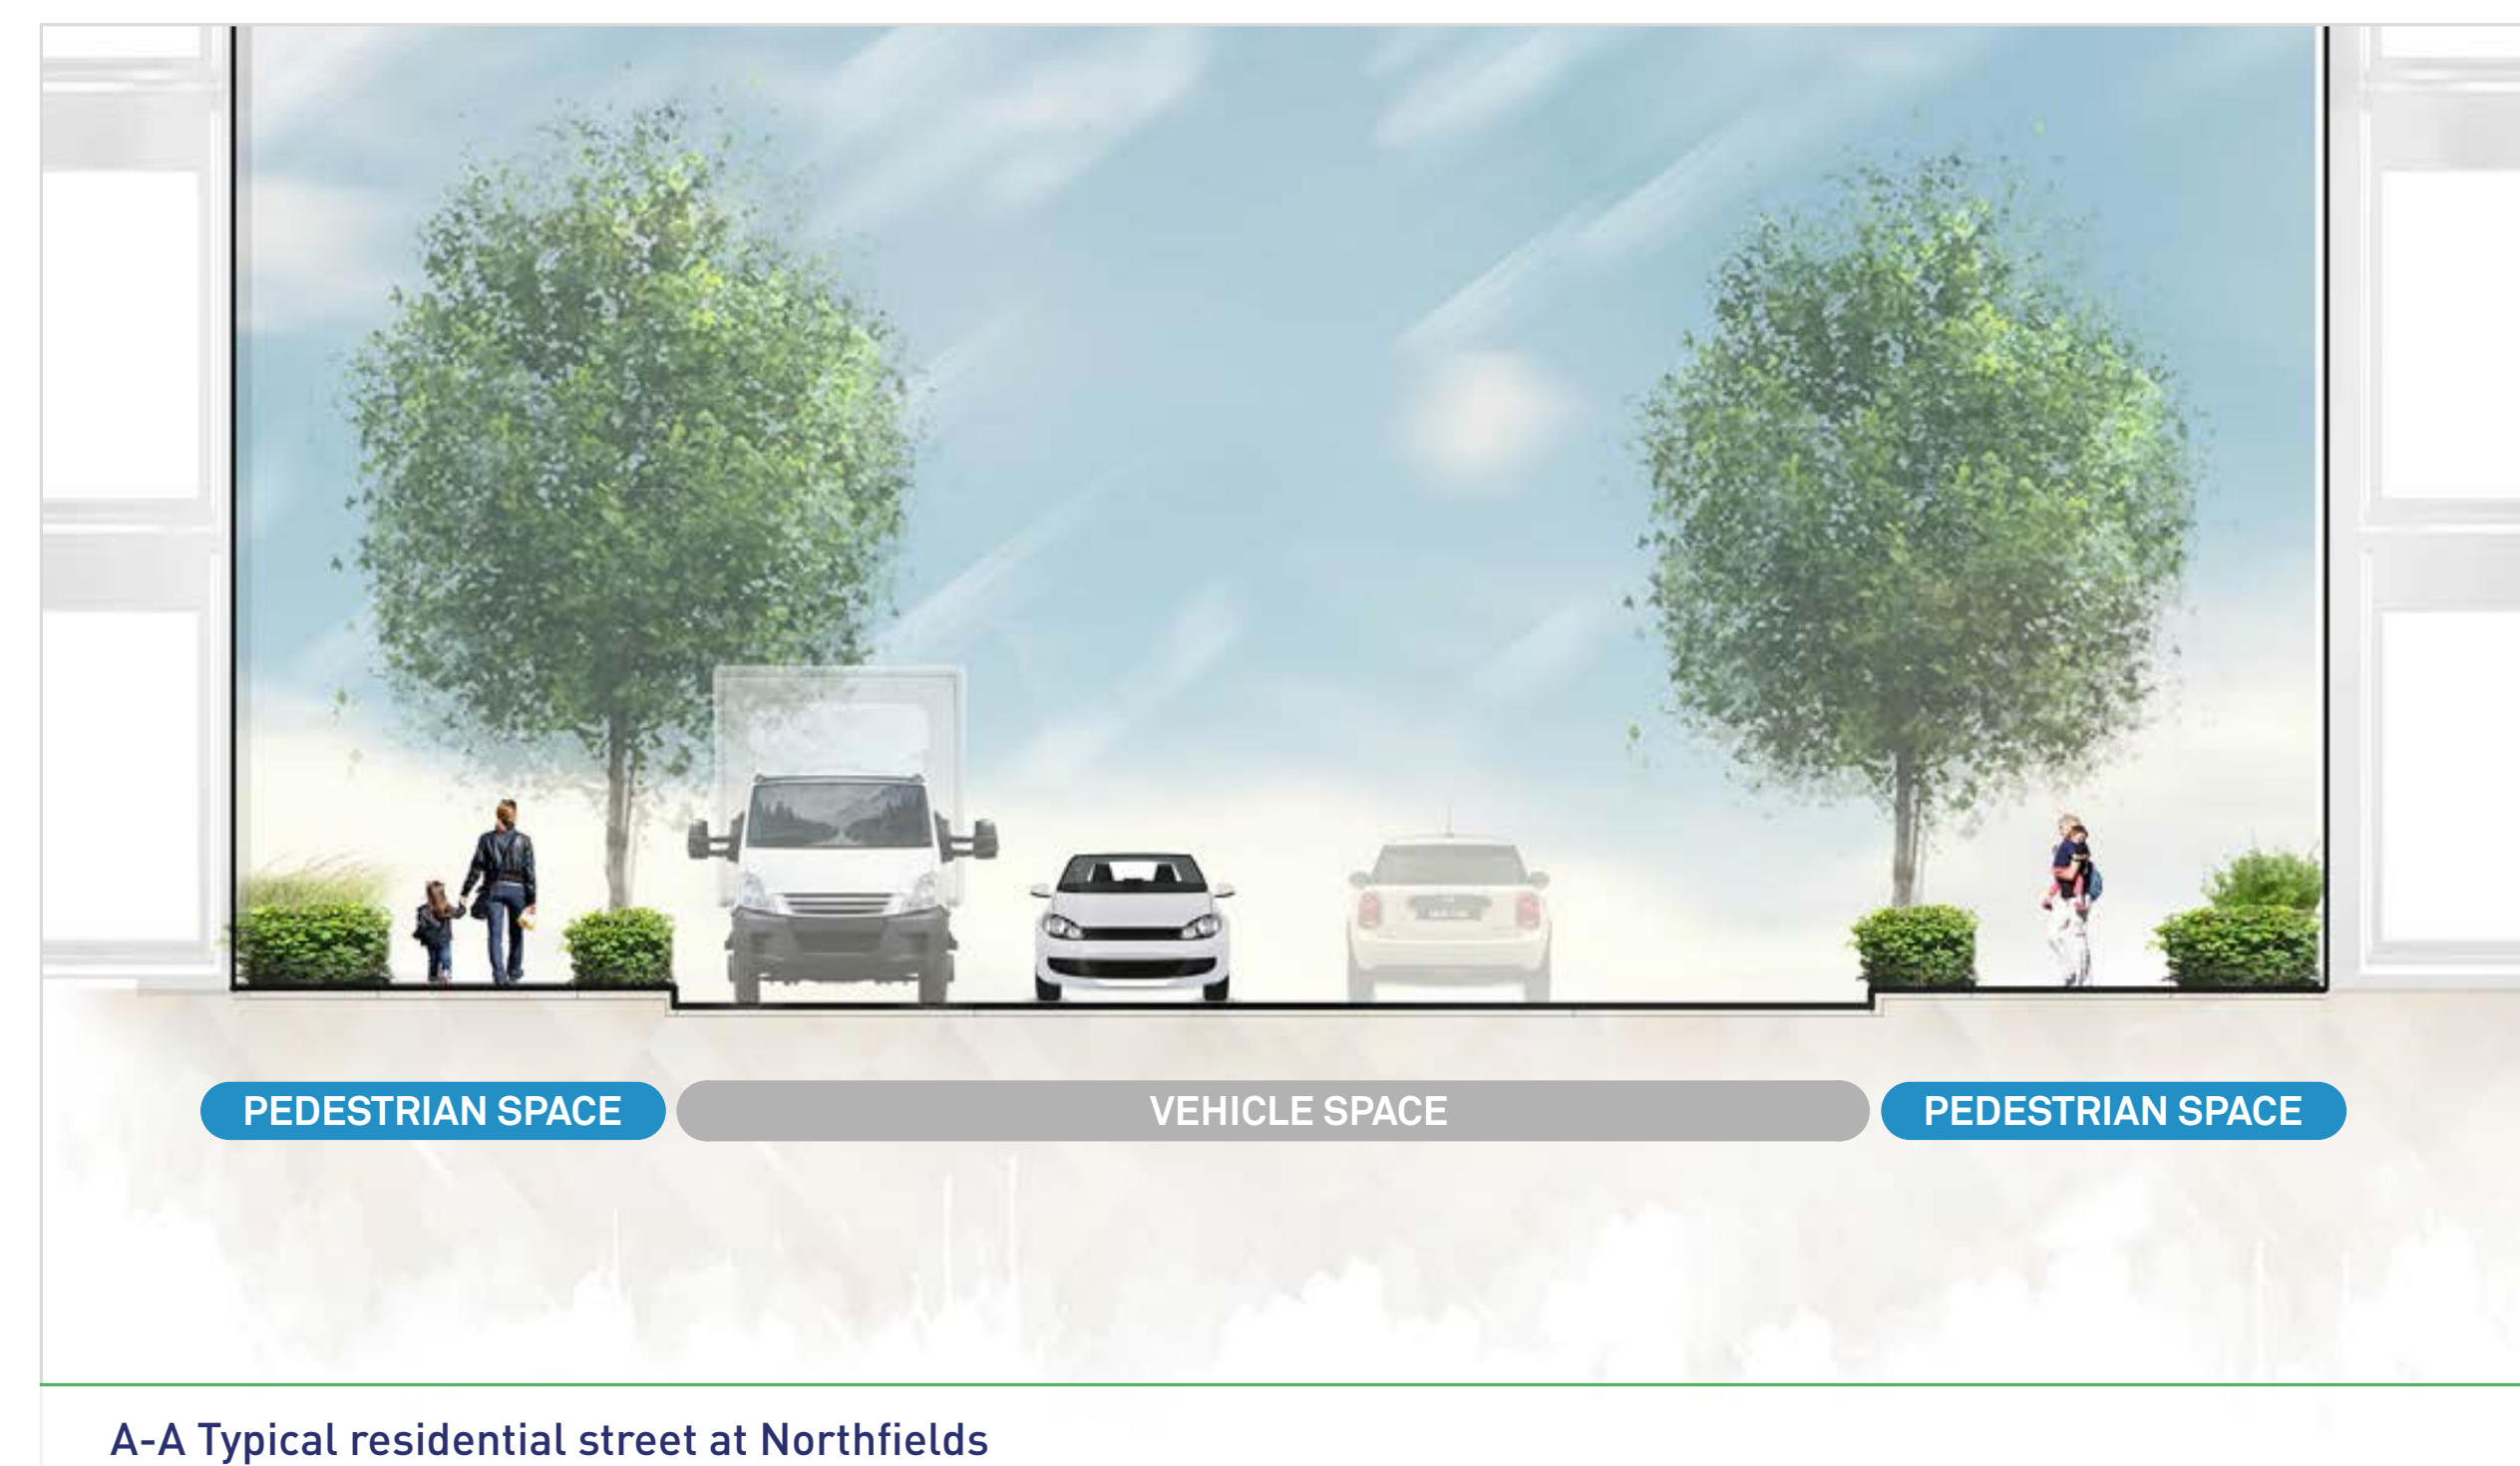 PEDESTRIAN SPACE
VEHICLE SPACE
PEDESTRIAN SPACE
A-A Typical residential street at Northfields